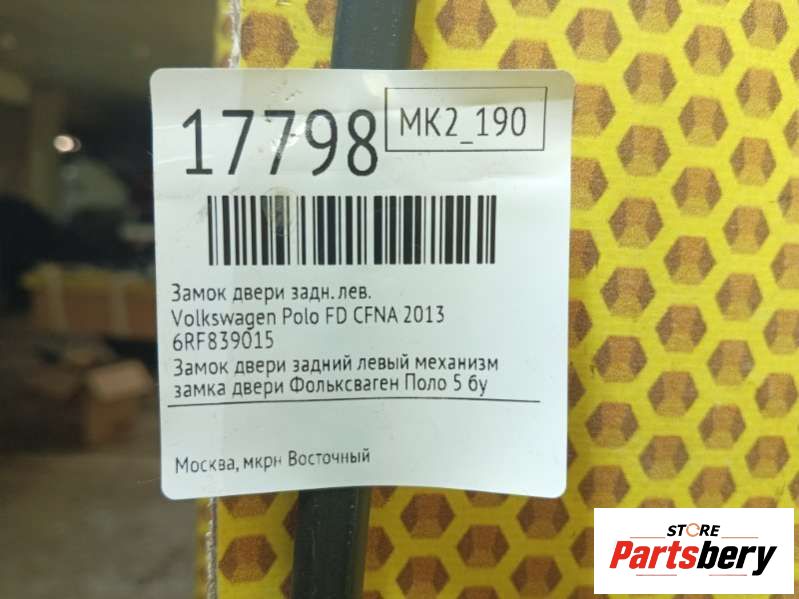 17798
MK2_190
Замок двери задн. лев.
Volkswagen Polo FD CFNA 2013
6RF839015
Замок двери задний левый механизм
замка двери Фольксваген Поло 5 бу
Москва, мкрн Восточный
STORE
Partsbery